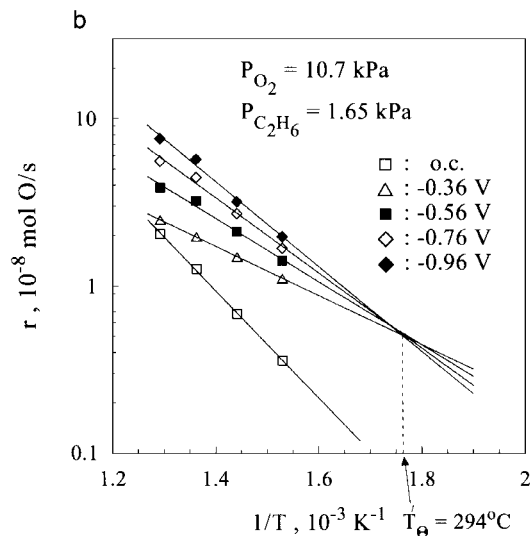 b
P_O2 = 10.7 kPa
P_C2H6 = 1.65 kPa
□ : o.c.
△ : -0.36 V
■ : -0.56 V
◇ : -0.76 V
◆ : -0.96 V
r , 10⁻⁸ mol O/s
10
1
0.1
1.2 1.4 1.6 1.8 2
1/T , 10⁻³ K⁻¹
T_Θ = 294°C